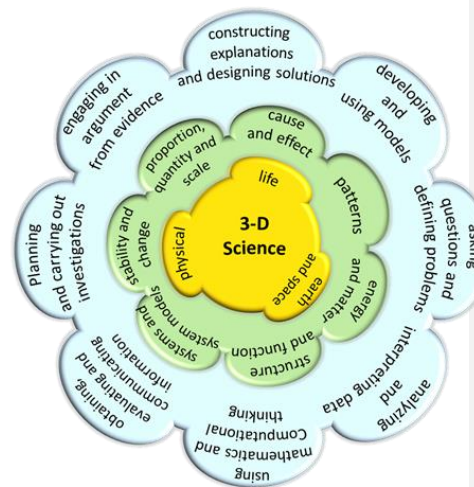 constructing
explanations
and designing solutions
developing
and
using models
asking
questions and
defining problems
analyzing
and
interpreting data
using
mathematics and
Computational
thinking
obtaining,
evaluating and
communicating
information
Planning
and carrying out
Investigations
engaging in
argument
from evidence
cause
and effect
patterns
energy
and matter
structure
and function
systems and
system models
stability and
change
proportion,
quantity and
scale
life
earth
and space
physical
3-D
Science